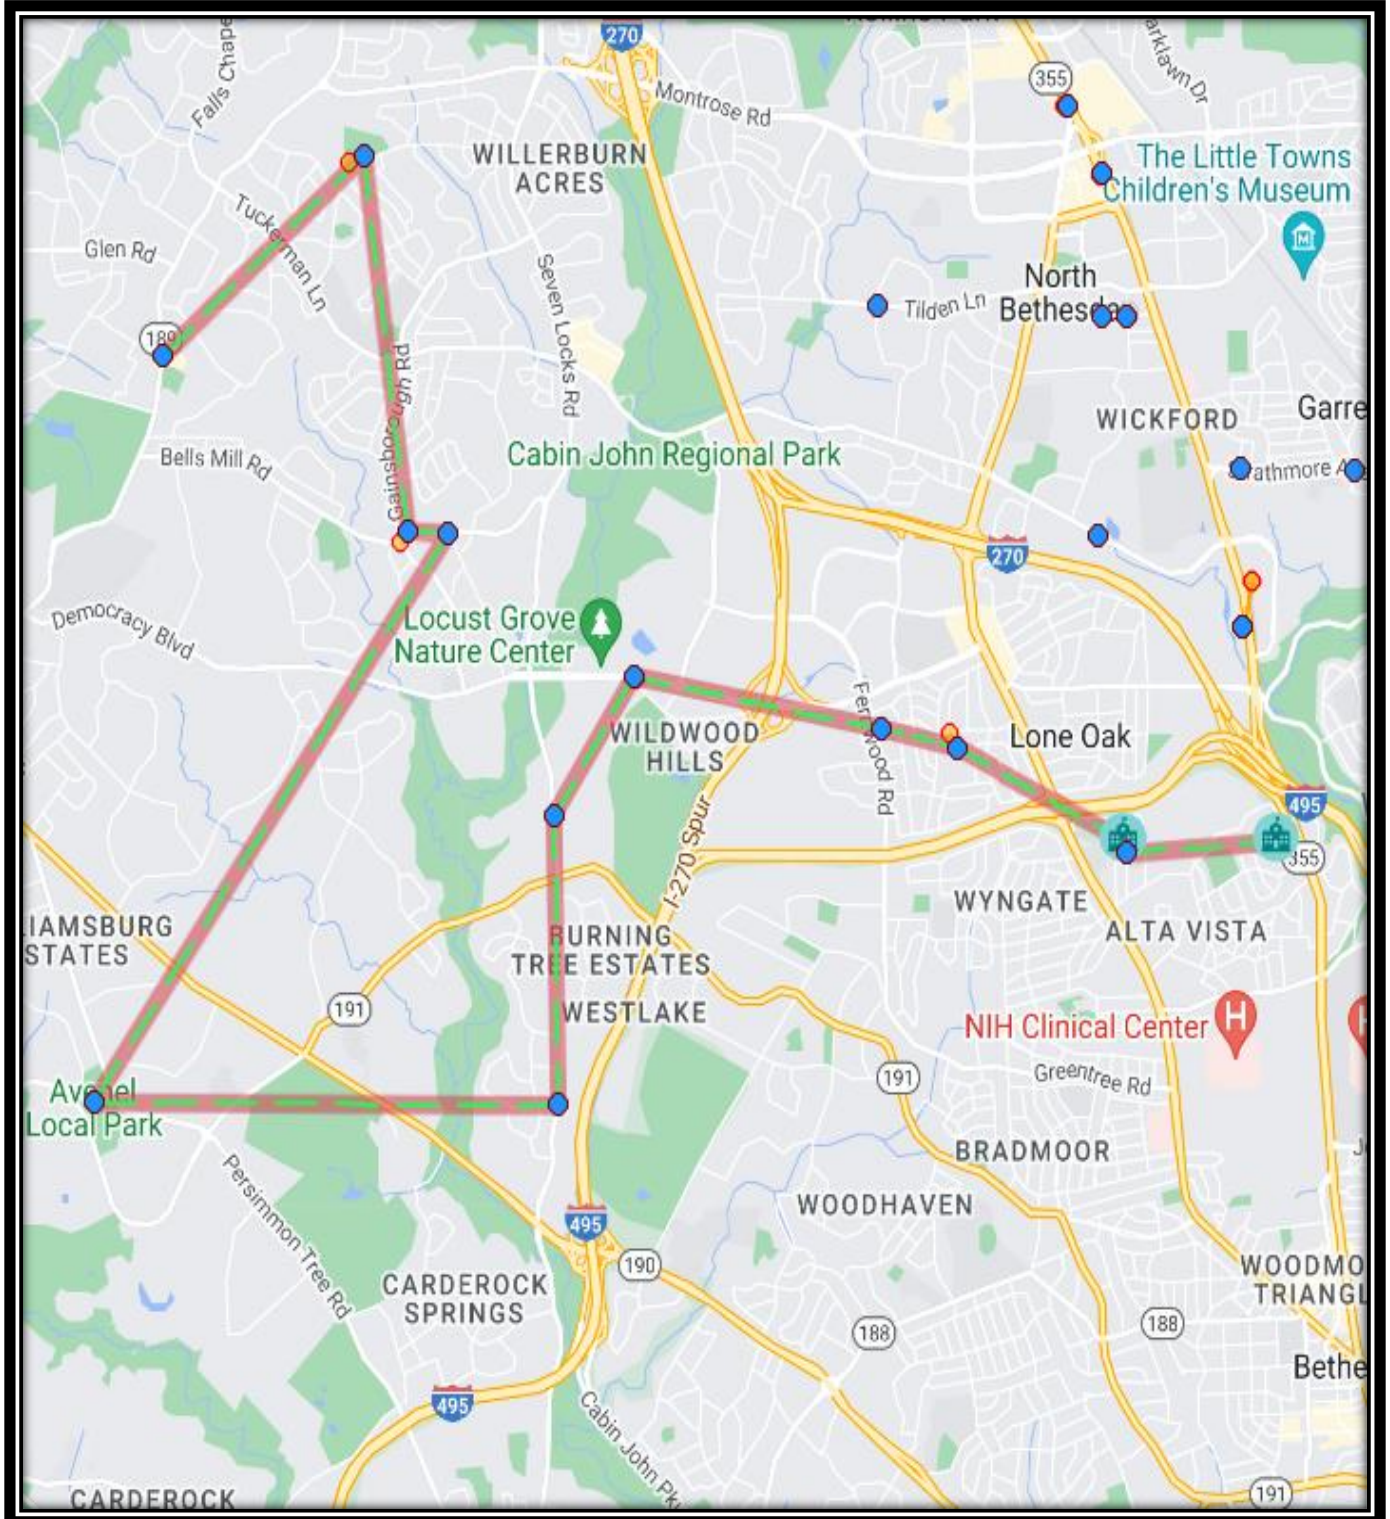 270
355
Montrose Rd
Falls Chape
arklawn Dr
WILLERBURN
ACRES
The Little Towns
Children's Museum
Tuckerman Ln
Glen Rd
Seven Locks Rd
North
Bethesda
Tilden Ln
189
Gainsborough Rd
WICKFORD
Garre
Bells Mill Rd
Cabin John Regional Park
athmore A
270
Democracy Blvd
Locust Grove
Nature Center
WILDWOOD
HILLS
Fernwood Rd
Lone Oak
495
I-270 Spur
355
WYNGATE
LIAMSBURG
STATES
ALTA VISTA
BURNING
TREE ESTATES
WESTLAKE
191
NIH Clinical Center
H
191
Greentree Rd
Avenel
Local Park
BRADMOOR
Persimmon Tree Rd
WOODHAVEN
495
190
WOODMO
TRIANGL
CARDEROCK
SPRINGS
188
188
Bethe
495
Cabin John Pk
CARDEROCK
191